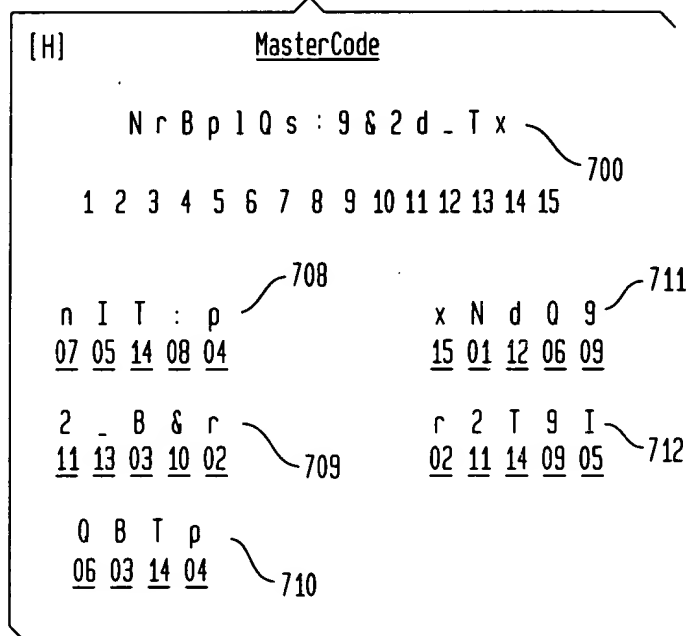 [H] MasterCode
N r B p l Q s : 9 & 2 d _ T x
700
1 2 3 4 5 6 7 8 9 10 11 12 13 14 15
708
n I T : p
07 05 14 08 04
711
x N d Q 9
15 01 12 06 09
2 _ B & r
11 13 03 10 02
709
r 2 T 9 I
02 11 14 09 05
712
Q B T p
06 03 14 04
710